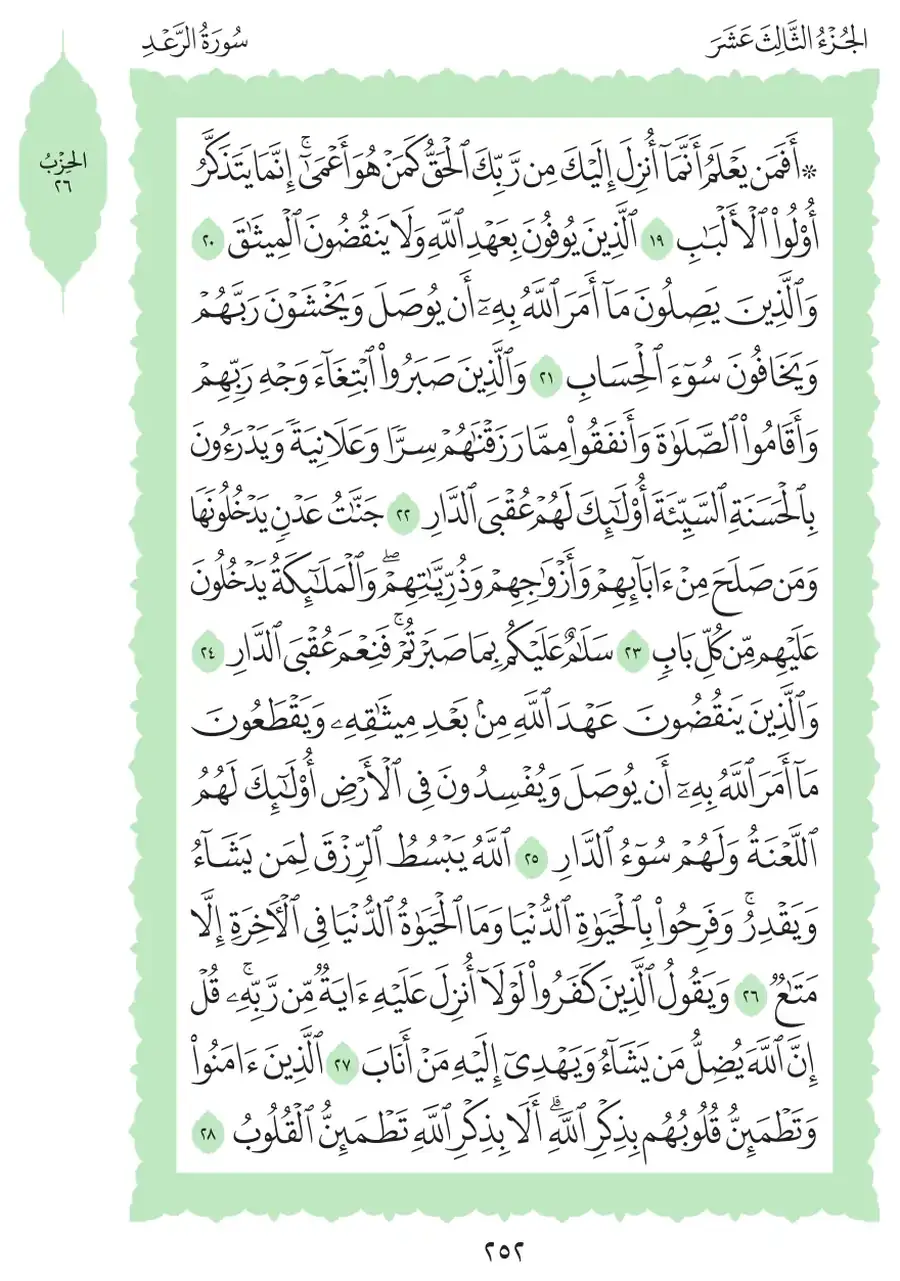 الجُزْءُ الثَّالِثَ عَشَرَ
سُورَةُ الرَّعْدِ
الحِزْبُ
٢٦
۞ أَفَمَن يَعْلَمُ أَنَّمَآ أُنزِلَ إِلَيْكَ مِن رَّبِّكَ ٱلْحَقُّ كَمَنْ هُوَ أَعْمَىٰٓۚ إِنَّمَا يَتَذَكَّرُ
أُوْلُواْ ٱلْأَلْبَٰبِ ١٩ ٱلَّذِينَ يُوفُونَ بِعَهْدِ ٱللَّهِ وَلَا يَنقُضُونَ ٱلْمِيثَٰقَ ٢٠
وَٱلَّذِينَ يَصِلُونَ مَآ أَمَرَ ٱللَّهُ بِهِۦٓ أَن يُوصَلَ وَيَخْشَوْنَ رَبَّهُمْ
وَيَخَافُونَ سُوٓءَ ٱلْحِسَابِ ٢١ وَٱلَّذِينَ صَبَرُواْ ٱبْتِغَآءَ وَجْهِ رَبِّهِمْ
وَأَقَامُواْ ٱلصَّلَوٰةَ وَأَنفَقُواْ مِمَّا رَزَقْنَٰهُمْ سِرًّا وَعَلَانِيَةً وَيَدْرَءُونَ
بِٱلْحَسَنَةِ ٱلسَّيِّئَةَ أُوْلَٰٓئِكَ لَهُمْ عُقْبَى ٱلدَّارِ ٢٢ جَنَّٰتُ عَدْنٍ يَدْخُلُونَهَا
وَمَن صَلَحَ مِنْ ءَابَآئِهِمْ وَأَزْوَٰجِهِمْ وَذُرِّيَّٰتِهِمْۖ وَٱلْمَلَٰٓئِكَةُ يَدْخُلُونَ
عَلَيْهِم مِّن كُلِّ بَابٍ ٢٣ سَلَٰمٌ عَلَيْكُم بِمَا صَبَرْتُمْۚ فَنِعْمَ عُقْبَى ٱلدَّارِ ٢٤
وَٱلَّذِينَ يَنقُضُونَ عَهْدَ ٱللَّهِ مِنۢ بَعْدِ مِيثَٰقِهِۦ وَيَقْطَعُونَ
مَآ أَمَرَ ٱللَّهُ بِهِۦٓ أَن يُوصَلَ وَيُفْسِدُونَ فِى ٱلْأَرْضِ أُوْلَٰٓئِكَ لَهُمُ
ٱللَّعْنَةُ وَلَهُمْ سُوٓءُ ٱلدَّارِ ٢٥ ٱللَّهُ يَبْسُطُ ٱلرِّزْقَ لِمَن يَشَآءُ
وَيَقْدِرُۚ وَفَرِحُواْ بِٱلْحَيَوٰةِ ٱلدُّنْيَا وَمَا ٱلْحَيَوٰةُ ٱلدُّنْيَا فِى ٱلْأٓخِرَةِ إِلَّا
مَتَٰعٌ ٢٦ وَيَقُولُ ٱلَّذِينَ كَفَرُواْ لَوْلَآ أُنزِلَ عَلَيْهِ ءَايَةٌ مِّن رَّبِّهِۦۚ قُلْ
إِنَّ ٱللَّهَ يُضِلُّ مَن يَشَآءُ وَيَهْدِىٓ إِلَيْهِ مَنْ أَنَابَ ٢٧ ٱلَّذِينَ ءَامَنُواْ
وَتَطْمَئِنُّ قُلُوبُهُم بِذِكْرِ ٱللَّهِۗ أَلَا بِذِكْرِ ٱللَّهِ تَطْمَئِنُّ ٱلْقُلُوبُ ٢٨
٢٥٢